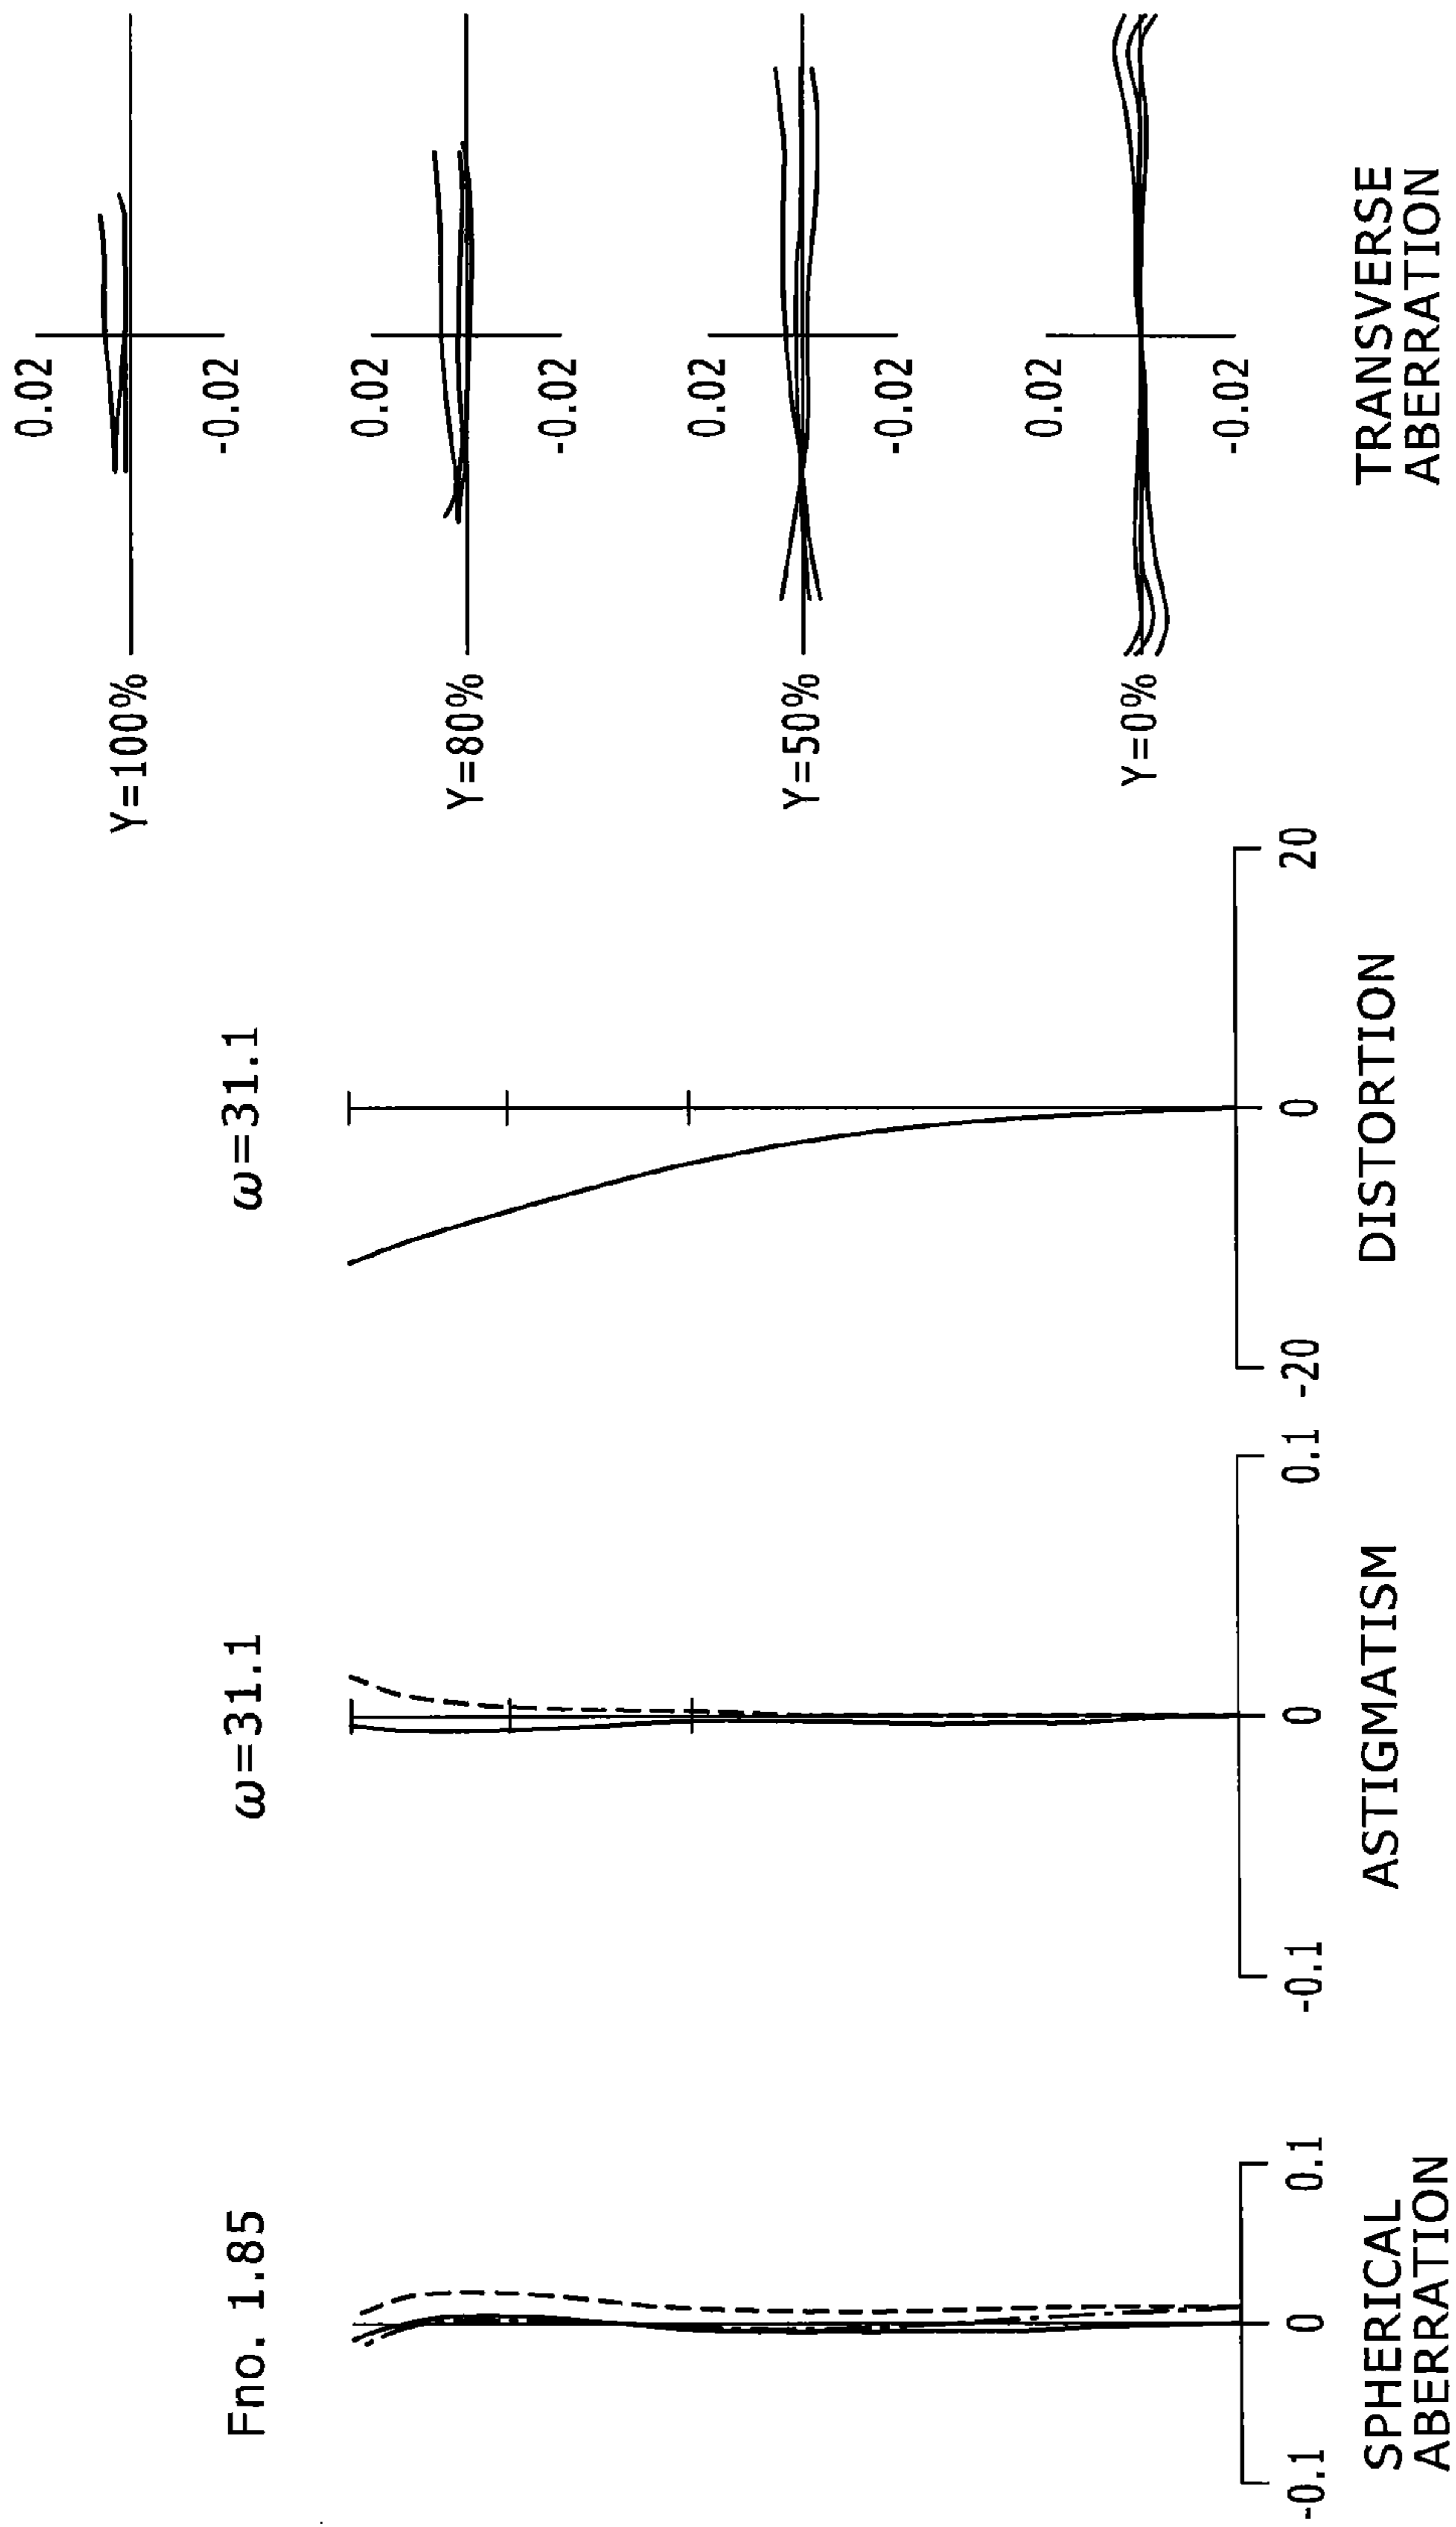 Fno. 1.85
-0.1
0
0.1
SPHERICAL
ABERRATION
ω=31.1
-0.1
0
0.1
ASTIGMATISM
ω=31.1
-20
0
20
DISTORTION
Y=100%
0.02
-0.02
Y=80%
0.02
-0.02
Y=50%
0.02
-0.02
Y=0%
0.02
-0.02
TRANSVERSE
ABERRATION